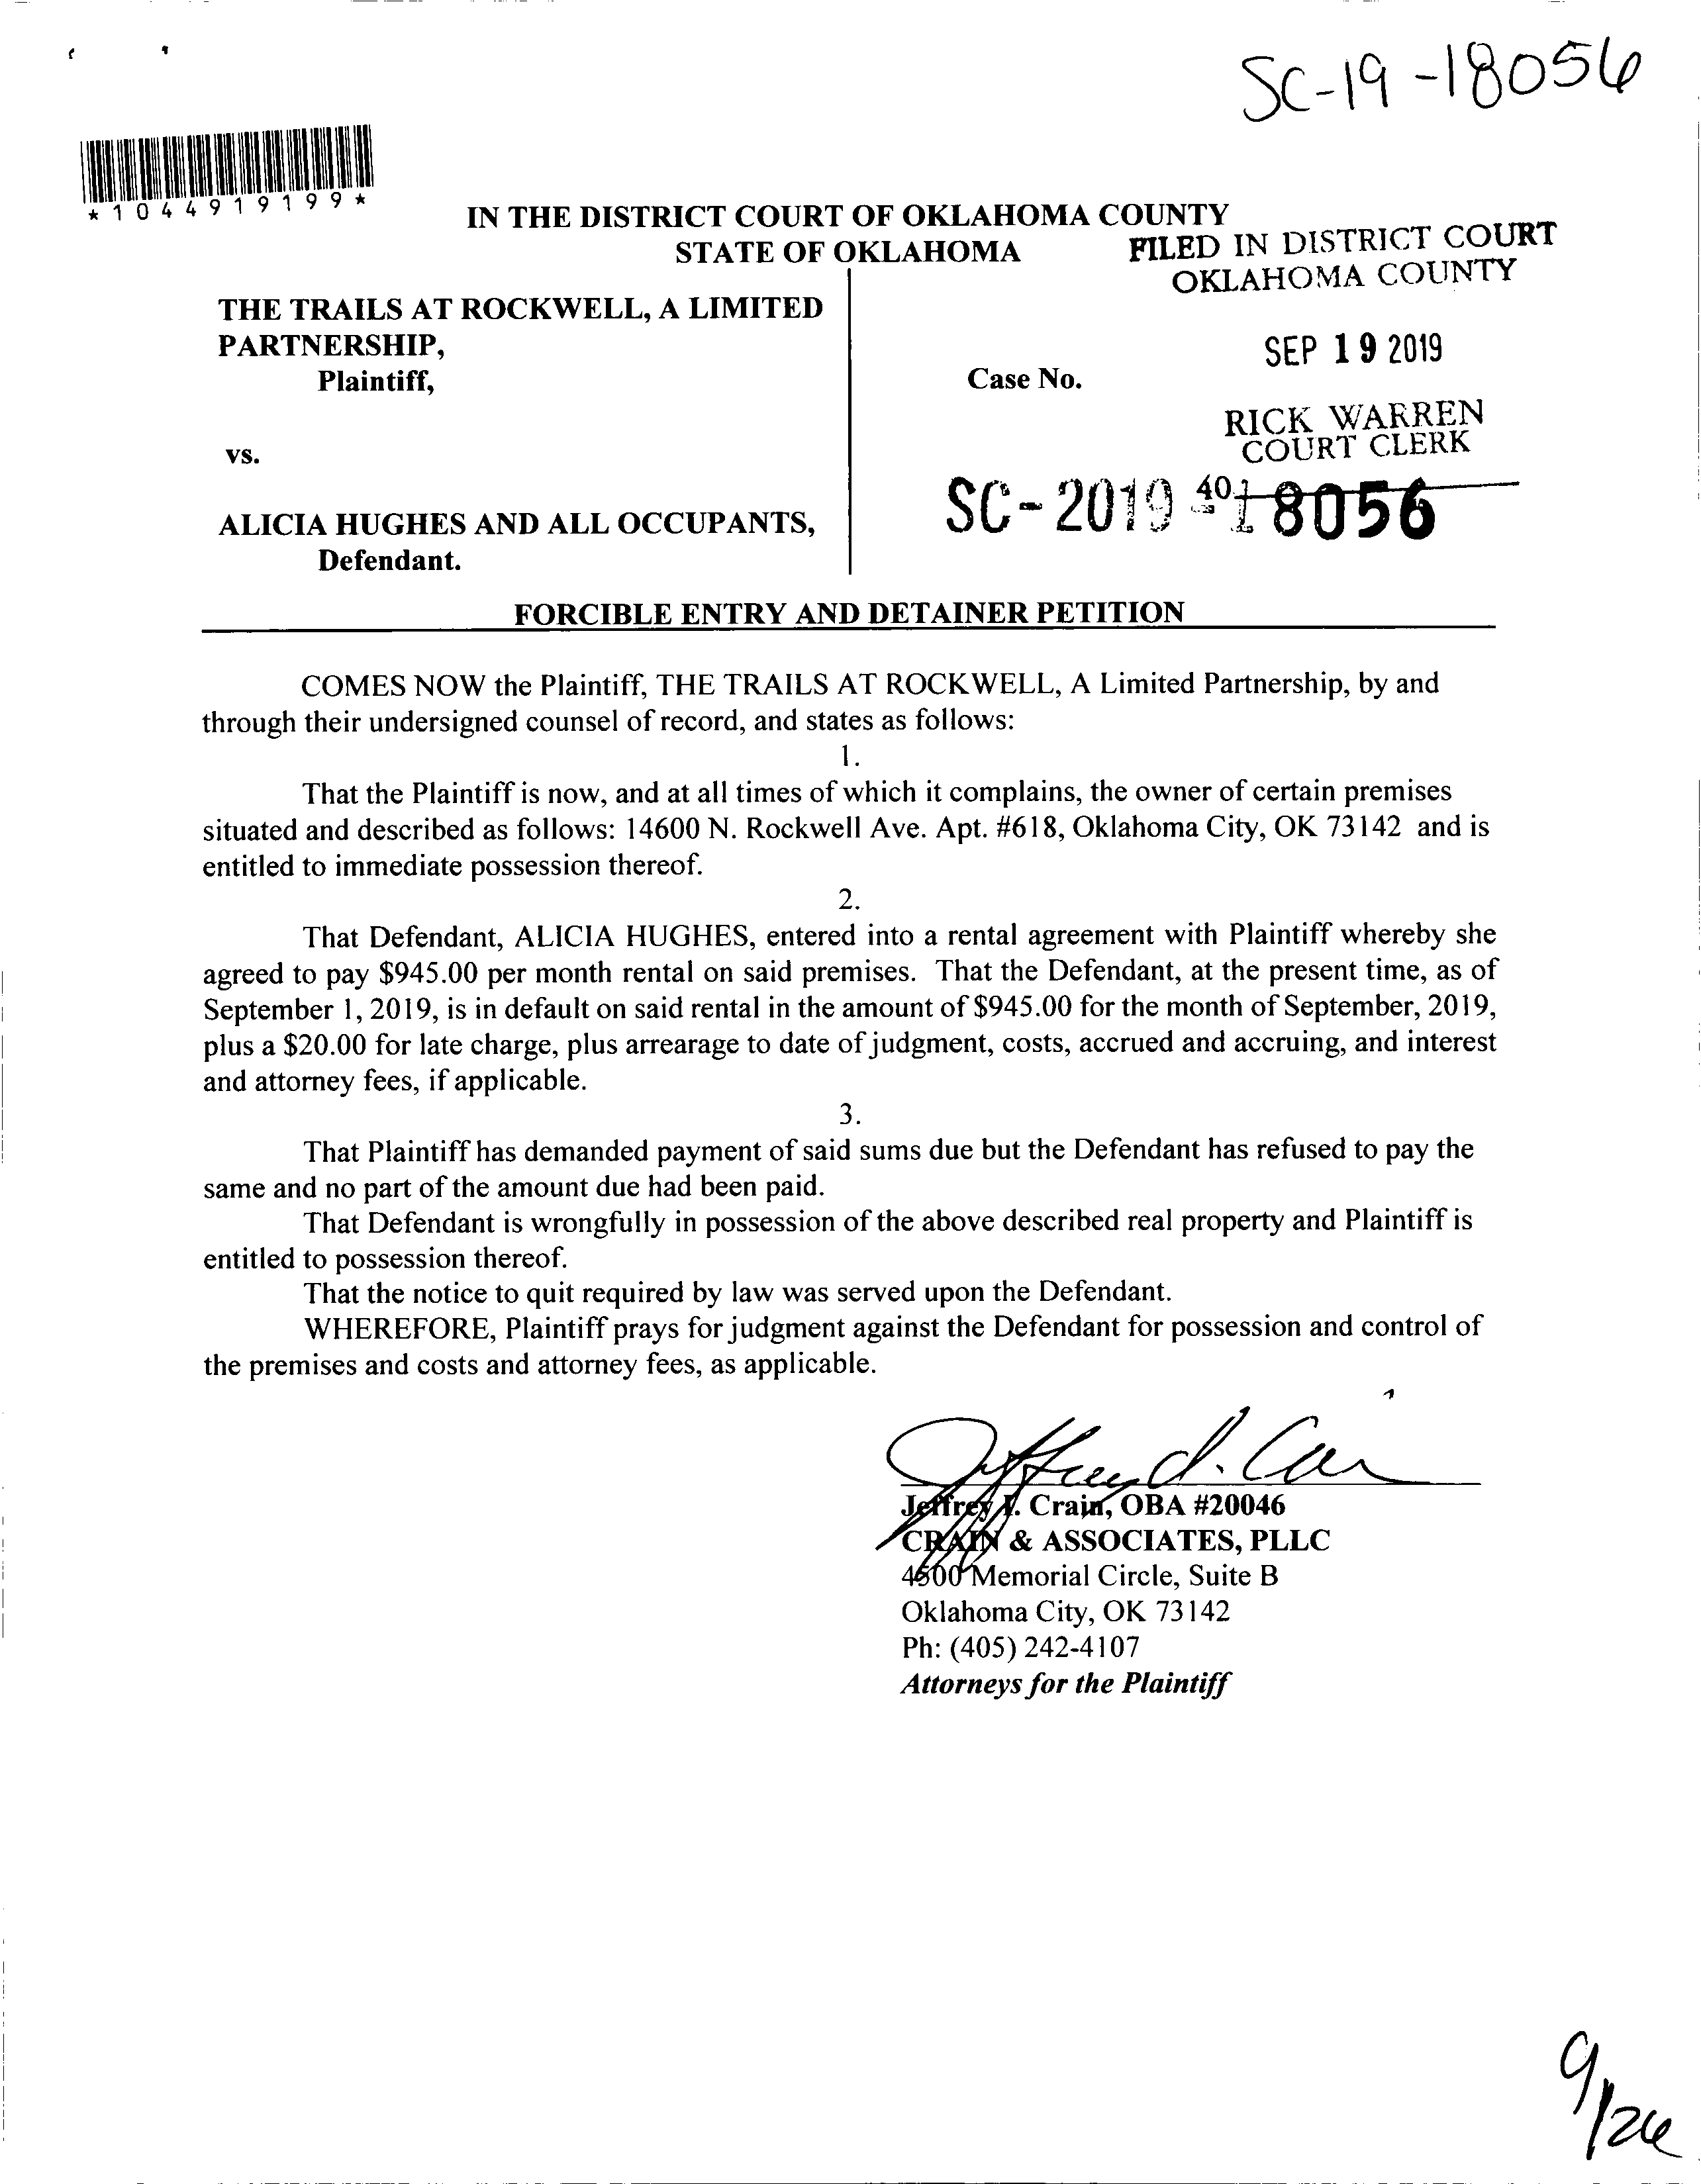 SC-19-18056
*1044919199*
IN THE DISTRICT COURT OF OKLAHOMA COUNTY
STATE OF OKLAHOMA
FILED IN DISTRICT COURT
OKLAHOMA COUNTY
THE TRAILS AT ROCKWELL, A LIMITED
PARTNERSHIP,
SEP 19 2019
Plaintiff,
Case No.
RICK WARREN
COURT CLERK
vs.
40
SC-2019-18056
ALICIA HUGHES AND ALL OCCUPANTS,
Defendant.
FORCIBLE ENTRY AND DETAINER PETITION
COMES NOW the Plaintiff, THE TRAILS AT ROCKWELL, A Limited Partnership, by and
through their undersigned counsel of record, and states as follows:
1.
That the Plaintiff is now, and at all times of which it complains, the owner of certain premises
situated and described as follows: 14600 N. Rockwell Ave. Apt. #618, Oklahoma City, OK 73142 and is
entitled to immediate possession thereof.
2.
That Defendant, ALICIA HUGHES, entered into a rental agreement with Plaintiff whereby she
agreed to pay $945.00 per month rental on said premises. That the Defendant, at the present time, as of
September 1, 2019, is in default on said rental in the amount of $945.00 for the month of September, 2019,
plus a $20.00 for late charge, plus arrearage to date of judgment, costs, accrued and accruing, and interest
and attorney fees, if applicable.
3.
That Plaintiff has demanded payment of said sums due but the Defendant has refused to pay the
same and no part of the amount due had been paid.
That Defendant is wrongfully in possession of the above described real property and Plaintiff is
entitled to possession thereof.
That the notice to quit required by law was served upon the Defendant.
WHEREFORE, Plaintiff prays for judgment against the Defendant for possession and control of
the premises and costs and attorney fees, as applicable.
Jeffrey I. Crain, OBA #20046
CRAIN & ASSOCIATES, PLLC
4500 Memorial Circle, Suite B
Oklahoma City, OK 73142
Ph: (405) 242-4107
Attorneys for the Plaintiff
9/26